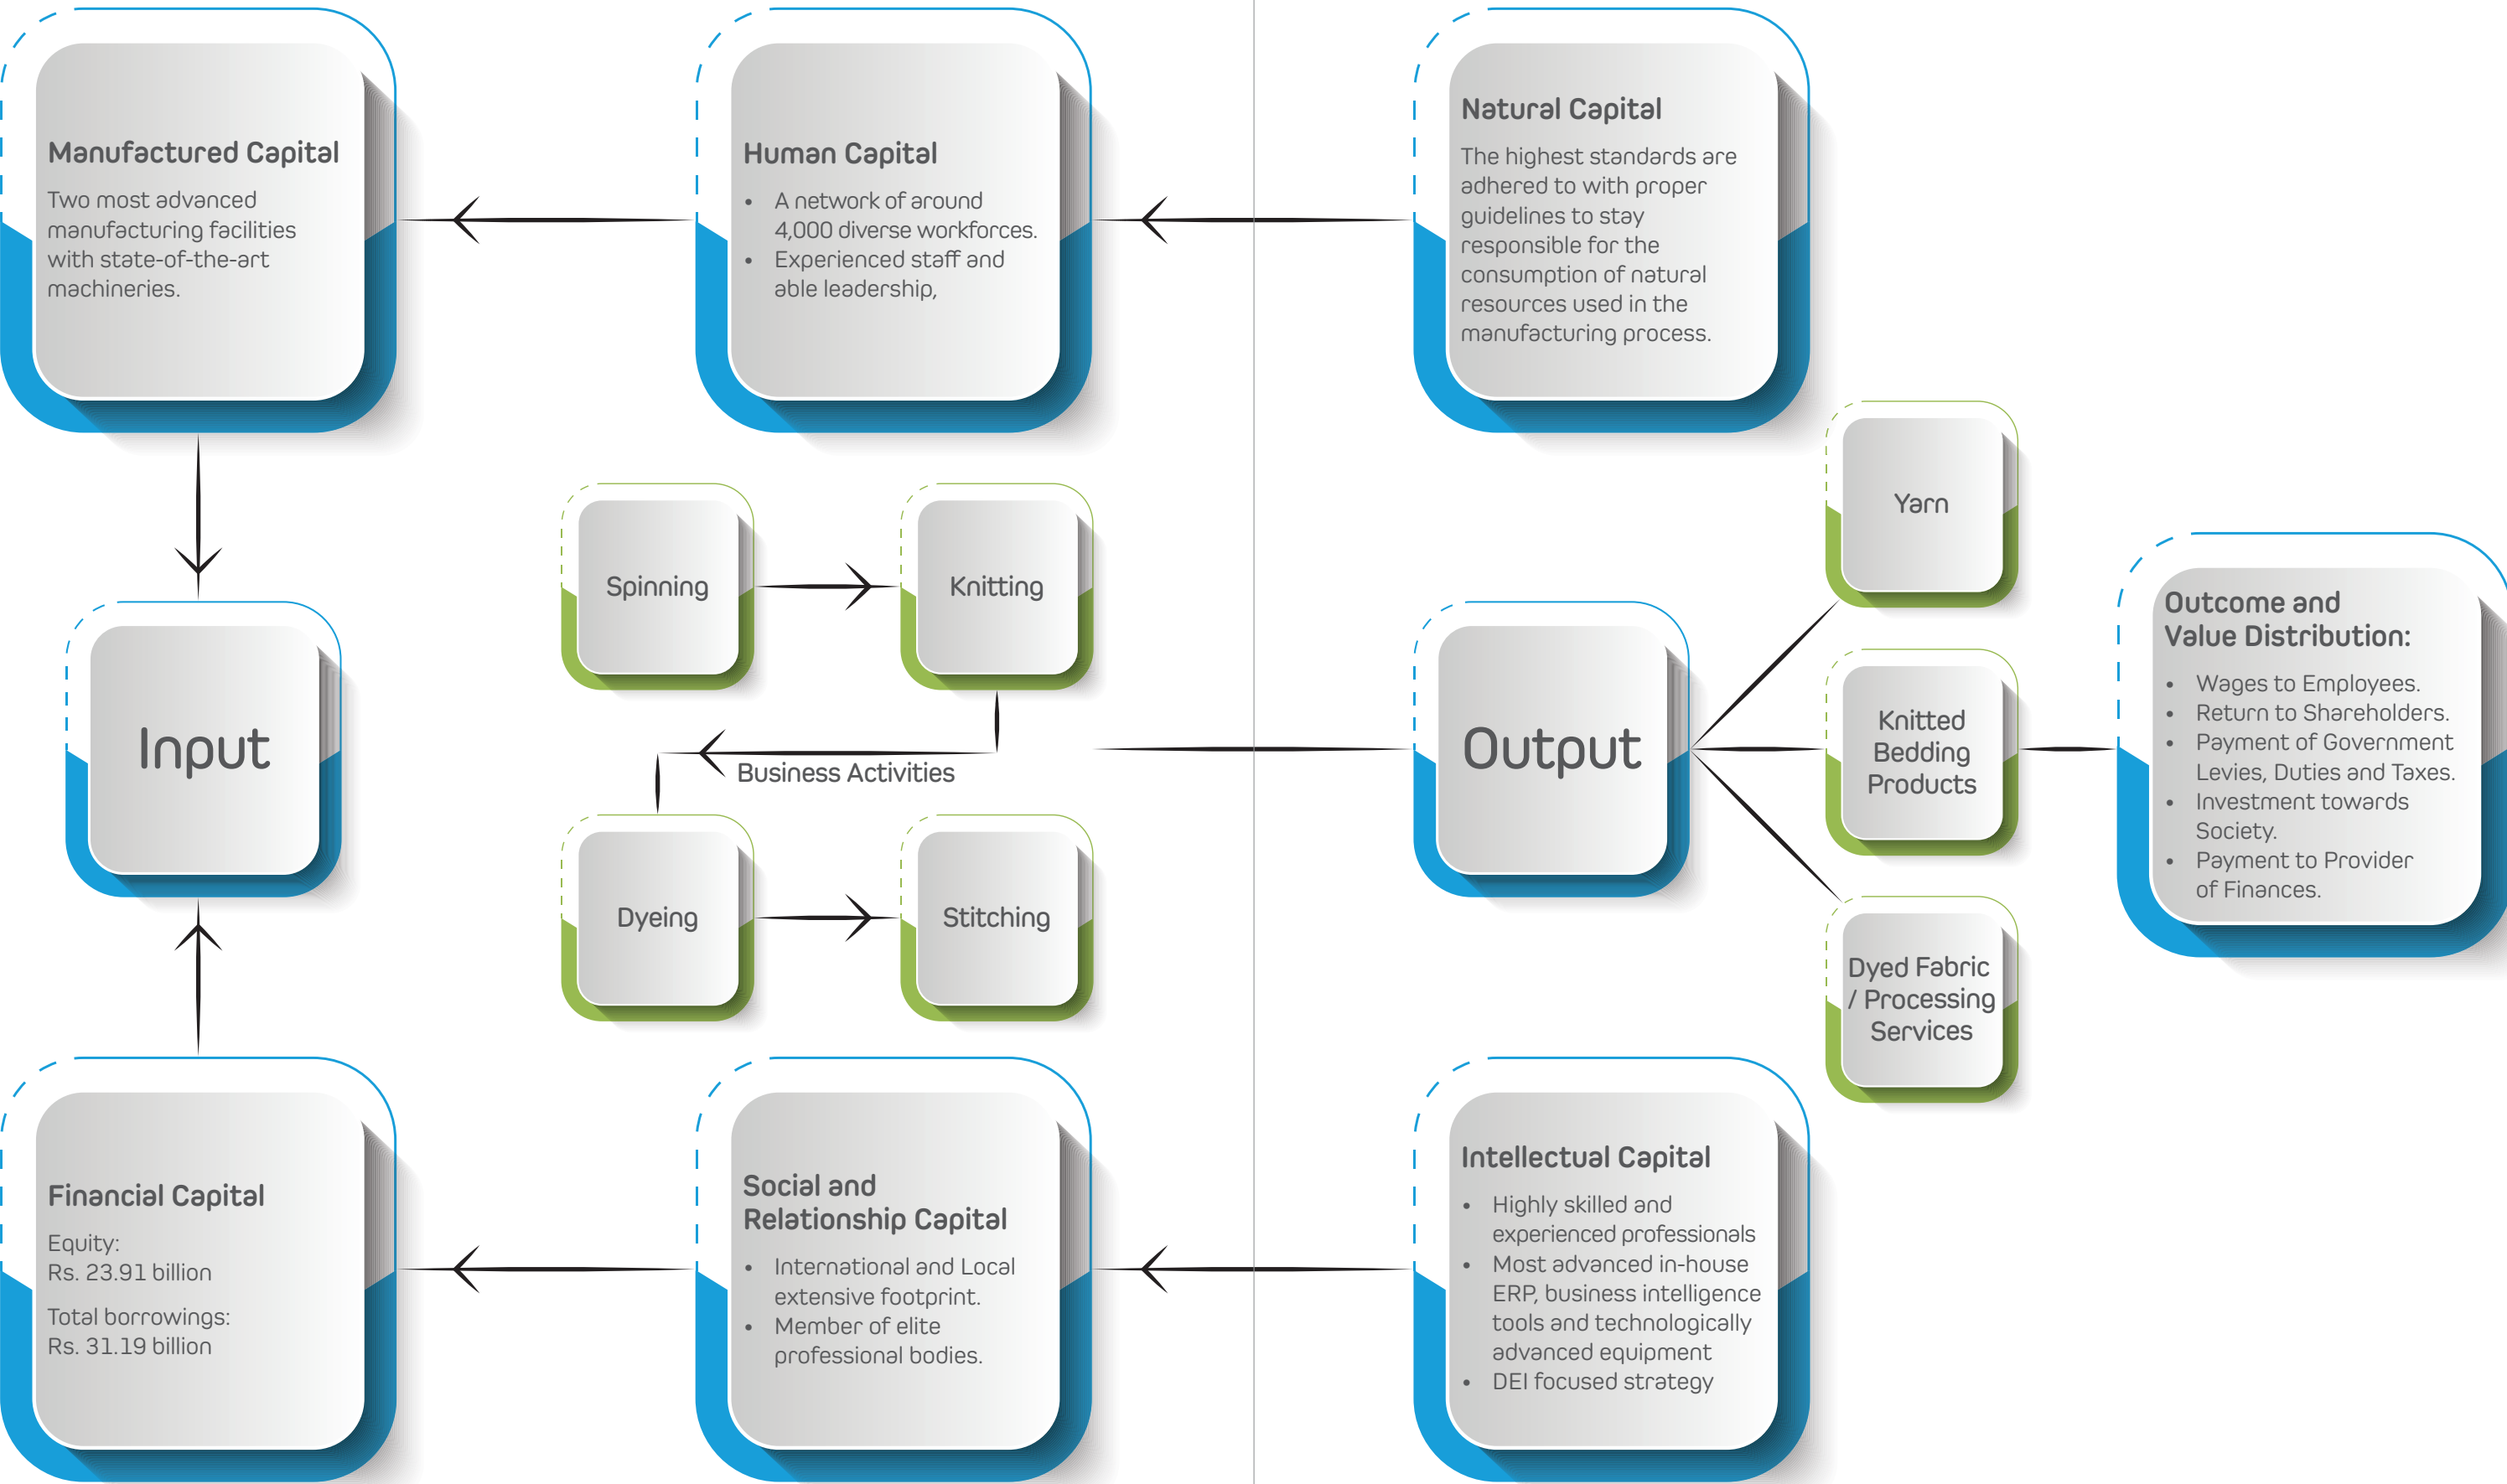 Manufactured Capital
Two most advanced
manufacturing facilities
with state-of-the-art
machineries.
Human Capital
• A network of around
4,000 diverse workforces.
• Experienced staff and
able leadership,
Natural Capital
The highest standards are
adhered to with proper
guidelines to stay
responsible for the
consumption of natural
resources used in the
manufacturing process.
Input
Spinning
Knitting
Business Activities
Dyeing
Stitching
Output
Yarn
Knitted
Bedding
Products
Dyed Fabric
/ Processing
Services
Outcome and
Value Distribution:
• Wages to Employees.
• Return to Shareholders.
• Payment of Government
Levies, Duties and Taxes.
• Investment towards
Society.
• Payment to Provider
of Finances.
Financial Capital
Equity:
Rs. 23.91 billion
Total borrowings:
Rs. 31.19 billion
Social and
Relationship Capital
• International and Local
extensive footprint.
• Member of elite
professional bodies.
Intellectual Capital
• Highly skilled and
experienced professionals
• Most advanced in-house
ERP, business intelligence
tools and technologically
advanced equipment
• DEI focused strategy